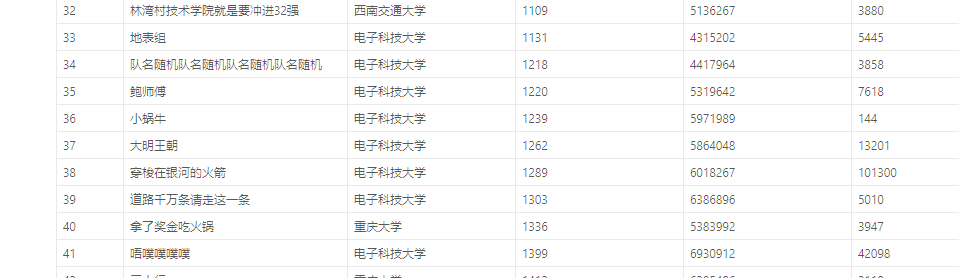 32 林湾村技术学院就是要冲进32强 西南交通大学 1109 5136267 3880
33 地表组 电子科技大学 1131 4315202 5445
34 队名随机队名随机队名随机队名随机 电子科技大学 1218 4417964 3858
35 鲍师傅 电子科技大学 1220 5319642 7618
36 小蜗牛 电子科技大学 1239 5971989 144
37 大明王朝 电子科技大学 1262 5864048 13201
38 穿梭在银河的火箭 电子科技大学 1289 6018267 101300
39 道路千万条请走这一条 电子科技大学 1303 6386896 5010
40 拿了奖金吃火锅 重庆大学 1336 5383992 3947
41 唔噗噗噗噗 电子科技大学 1399 6930912 42098